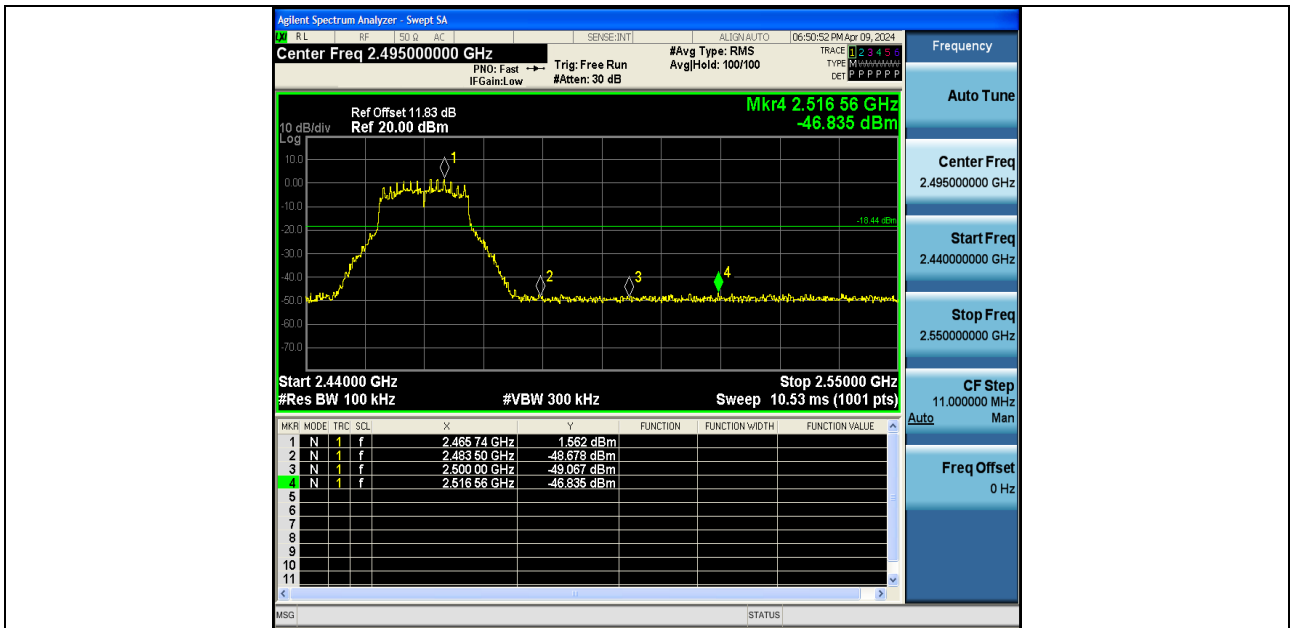 Agilent Spectrum Analyzer - Swept SA
LXI RL RF 50 Ω AC SENSE:INT ALIGN AUTO 06:50:52 PM Apr 09, 2024
Center Freq 2.495000000 GHz
PNO: Fast
IFGain:Low
Trig: Free Run
#Atten: 30 dB
#Avg Type: RMS
Avg|Hold: 100/100
TRACE 1 2 3 4 5 6
TYPE M
DET P P P P P P
Mkr4 2.516 56 GHz
-46.835 dBm
Ref Offset 11.83 dB
10 dB/div Ref 20.00 dBm
Log
10.0
0.00
-10.0
-20.0
-30.0
-40.0
-50.0
-60.0
-70.0
1
2
3
4
-18.44 dBm
Start 2.44000 GHz Stop 2.55000 GHz
#Res BW 100 kHz #VBW 300 kHz Sweep 10.53 ms (1001 pts)
MKR MODE TRC SCL X Y FUNCTION FUNCTION WIDTH FUNCTION VALUE
1 N 1 f 2.465 74 GHz 1.562 dBm
2 N 1 f 2.483 50 GHz -48.678 dBm
3 N 1 f 2.500 00 GHz -49.067 dBm
4 N 1 f 2.516 56 GHz -46.835 dBm
5
6
7
8
9
10
11
MSG STATUS
Frequency
Auto Tune
Center Freq
2.495000000 GHz
Start Freq
2.440000000 GHz
Stop Freq
2.550000000 GHz
CF Step
11.000000 MHz
Auto Man
Freq Offset
0 Hz